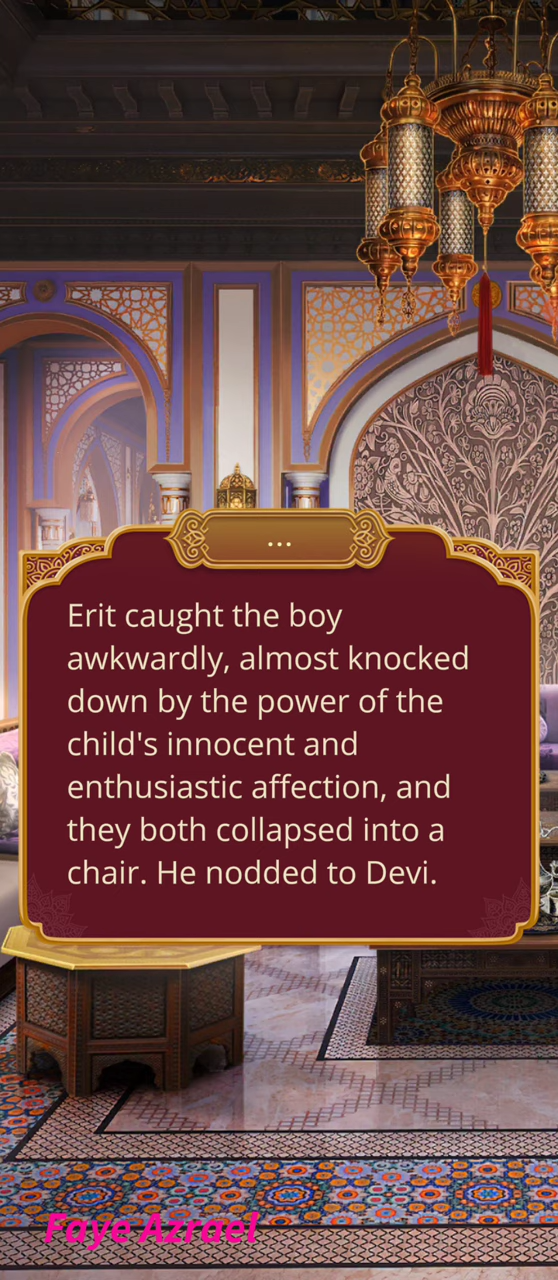 ...
Erit caught the boy
awkwardly, almost knocked
down by the power of the
child's innocent and
enthusiastic affection, and
they both collapsed into a
chair. He nodded to Devi.
Faye Azrael